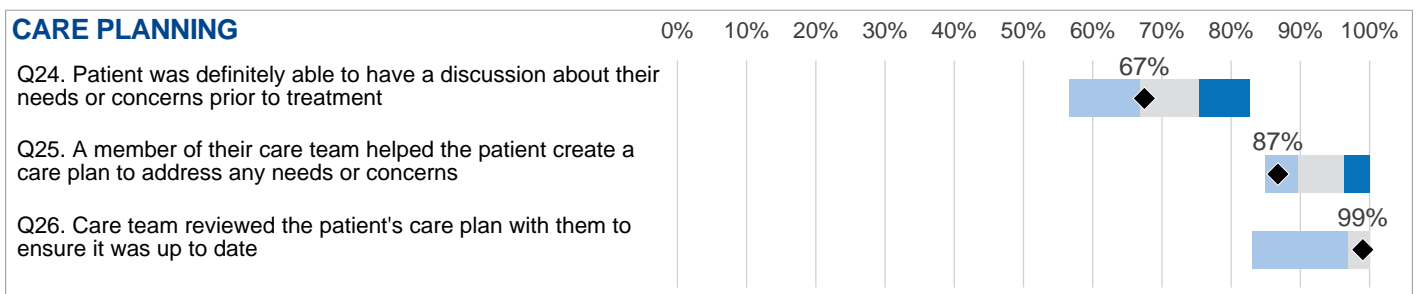 CARE PLANNING
0% 10% 20% 30% 40% 50% 60% 70% 80% 90% 100%
Q24. Patient was definitely able to have a discussion about their
needs or concerns prior to treatment
67%
Q25. A member of their care team helped the patient create a
care plan to address any needs or concerns
87%
Q26. Care team reviewed the patient's care plan with them to
ensure it was up to date
99%